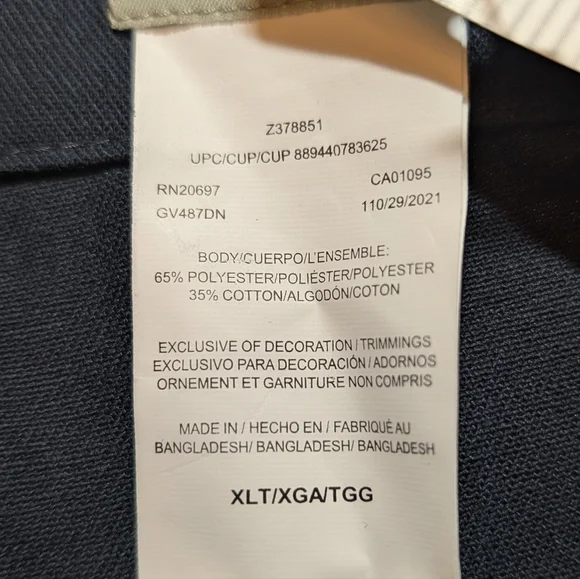 Z378851
UPC/CUP/CUP 889440783625
RN20697 CA01095
GV487DN 110/29/2021
BODY/CUERPO/L'ENSEMBLE:
65% POLYESTER/POLIÉSTER/POLYESTER
35% COTTON/ALGODÓN/COTON
EXCLUSIVE OF DECORATION / TRIMMINGS
EXCLUSIVO PARA DECORACIÓN / ADORNOS
ORNEMENT ET GARNITURE NON COMPRIS
MADE IN / HECHO EN / FABRIQUÉ AU
BANGLADESH/ BANGLADESH/ BANGLADESH
XLT/XGA/TGG